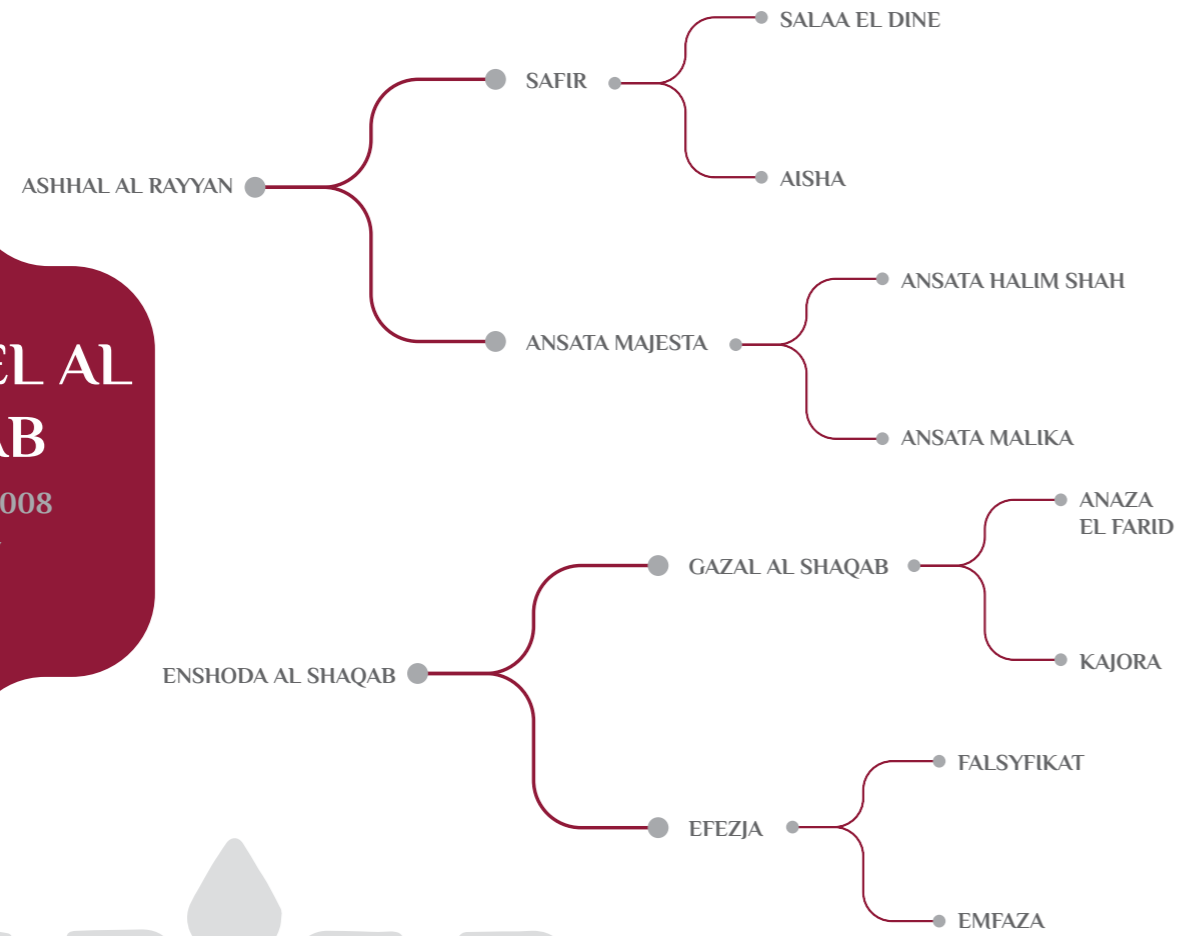 SALAA EL DINE
SAFIR
ASHHAL AL RAYYAN
AISHA
ANSATA HALIM SHAH
ANSATA MAJESTA
ANSATA MALIKA
EL AL
AB
008
ANAZA
EL FARID
GAZAL AL SHAQAB
KAJORA
ENSHODA AL SHAQAB
FALSYFIKAT
EFEZJA
EMFAZA